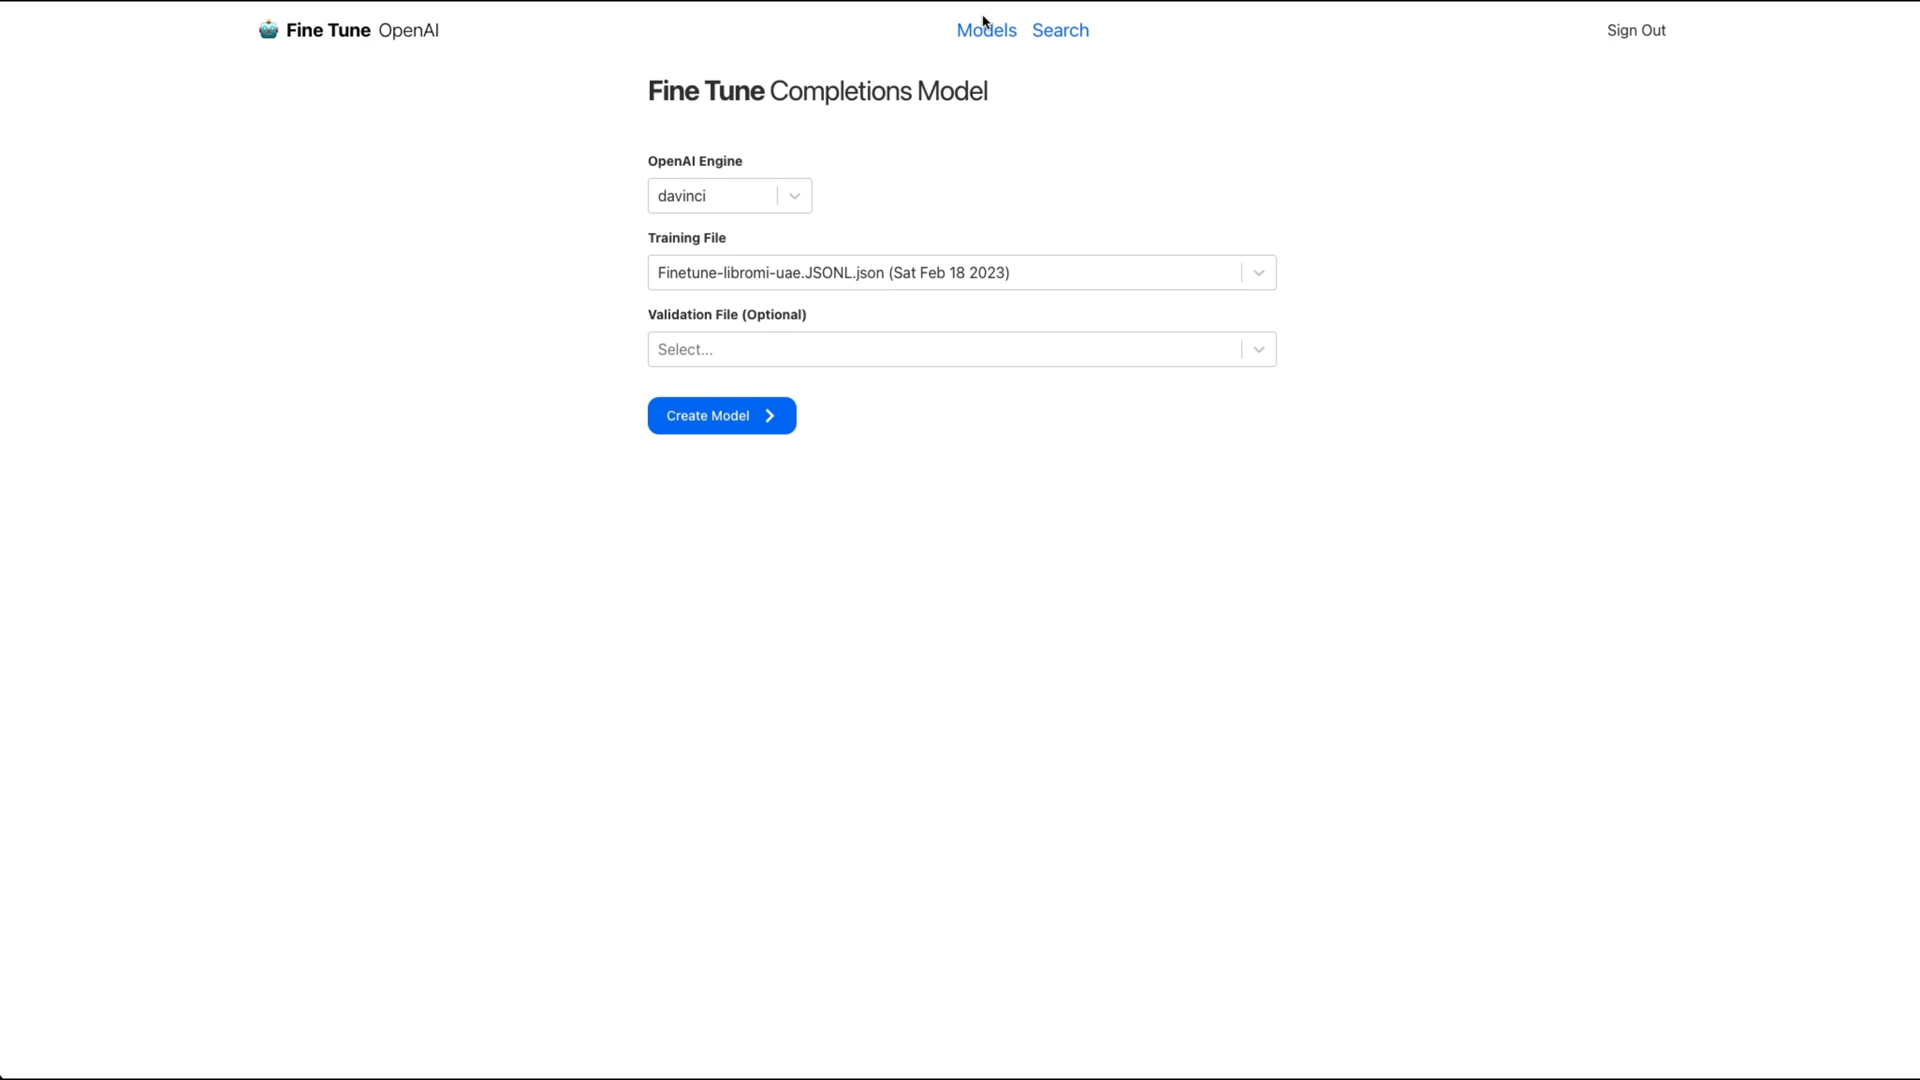 Fine Tune OpenAI
Models Search
Sign Out
Fine Tune Completions Model
OpenAI Engine
davinci
Training File
Finetune-libromi-uae.JSONL.json (Sat Feb 18 2023)
Validation File (Optional)
Select...
Create Model